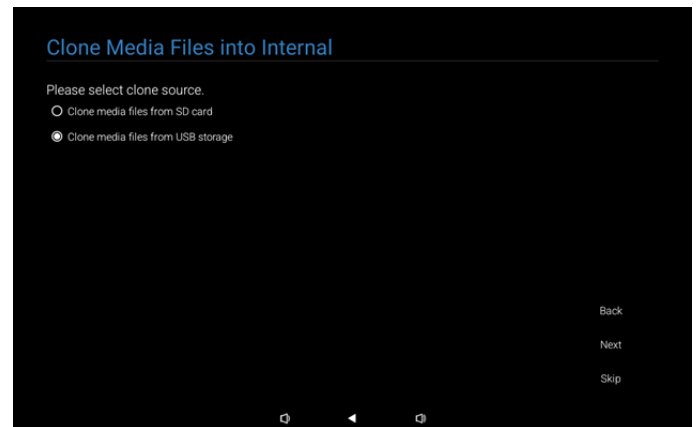 Clone Media Files into Internal
Please select clone source.
Clone media files from SD card
Clone media files from USB storage
Back
Next
Skip